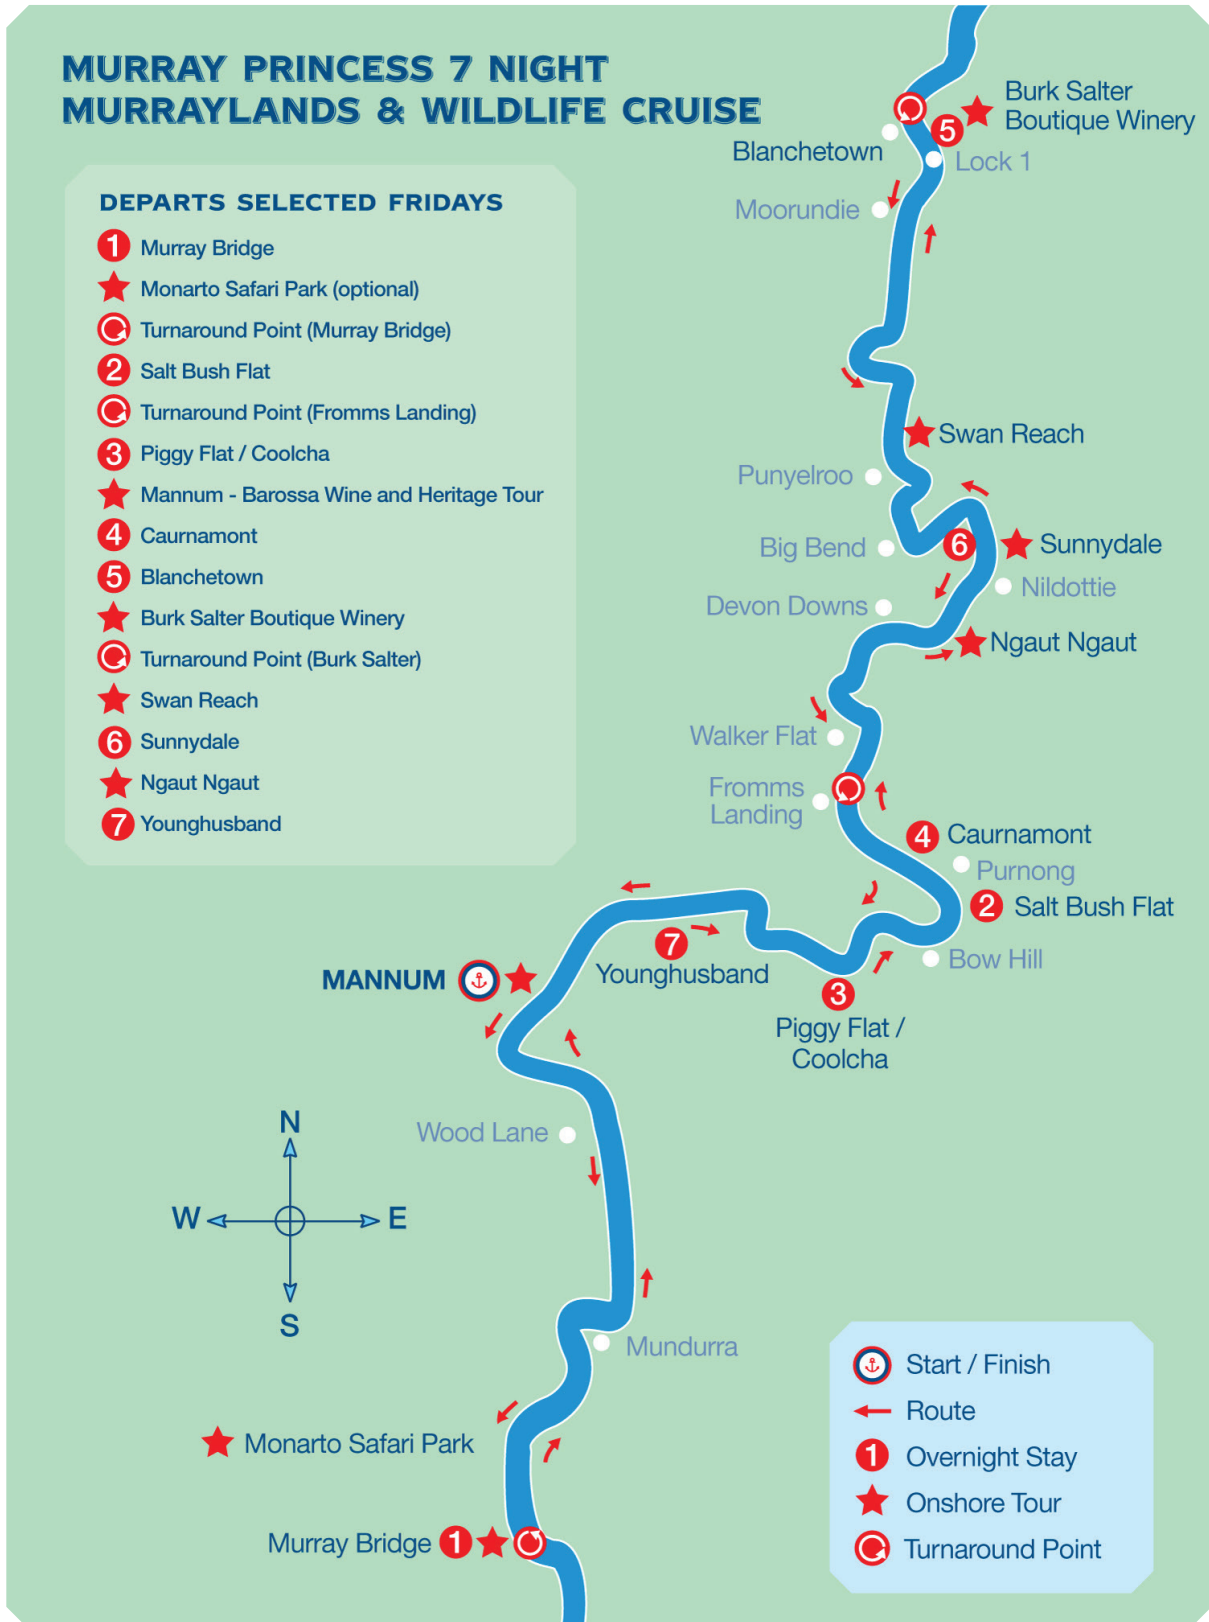 MURRAY PRINCESS 7 NIGHT
MURRAYLANDS & WILDLIFE CRUISE
DEPARTS SELECTED FRIDAYS
1 Murray Bridge
Monarto Safari Park (optional)
Turnaround Point (Murray Bridge)
2 Salt Bush Flat
Turnaround Point (Fromms Landing)
3 Piggy Flat / Coolcha
Mannum - Barossa Wine and Heritage Tour
4 Caurnamont
5 Blanchetown
Burk Salter Boutique Winery
Turnaround Point (Burk Salter)
Swan Reach
6 Sunnydale
Ngaut Ngaut
7 Younghusband
Burk Salter
Boutique Winery
5
Blanchetown
Lock 1
Moorundie
Swan Reach
Punyelroo
Big Bend
6
Sunnydale
Nildottie
Devon Downs
Ngaut Ngaut
Walker Flat
Fromms
Landing
4 Caurnamont
Purnong
2 Salt Bush Flat
Bow Hill
7
Younghusband
MANNUM
3
Piggy Flat /
Coolcha
Wood Lane
N
W E
S
Mundurra
Monarto Safari Park
Murray Bridge 1
Start / Finish
Route
1 Overnight Stay
Onshore Tour
Turnaround Point